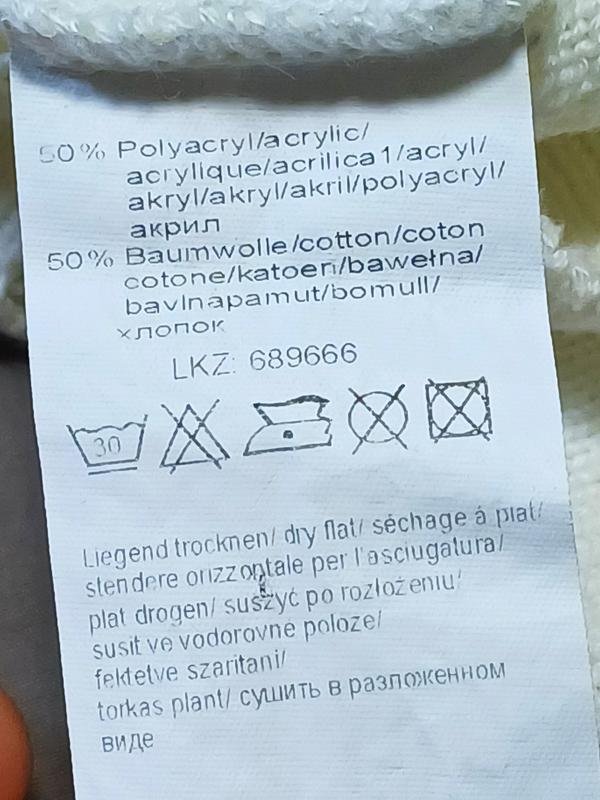 50% Polyacryl/acrylic/
acrylique/acrilica1/acryl/
akryl/akryl/akril/polyacryl/
акрил
50% Baumwolle/cotton/coton
cotone/katoen/bawełna/
bavlnapamut/bomull/
хлопок
LKZ: 689666
30
Liegend trocknen/ dry flat/ séchage á plat/
stendere orizzontale per l'asciugatura/
plat drogen/ suszyć po rozłożeniu/
susit ve vodorovné poloze/
fektetve szaritani/
torkas plant/ сушить в разложенном
виде